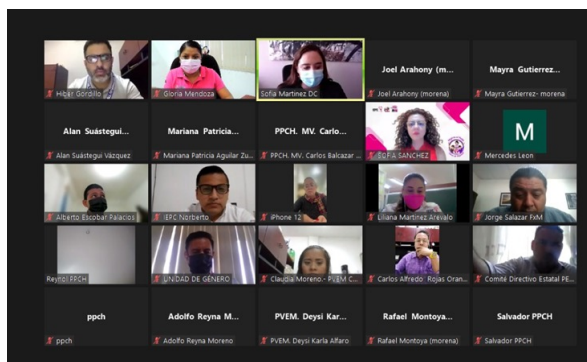 Hiber Gordillo
Gloria Mendoza
Sofia Martinez DC
Joel Arahony (m...
Joel Arahony (morena)
Mayra Gutierrez...
Mayra Gutierrez- morena
Alan Suástegui...
Alan Suástegui Vázquez
Mariana Patricia...
Mariana Patricia Aguilar Zu...
PPCH. MV. Carlo...
PPCH. MV. Carlos Balcazar ...
SOFIA SANCHEZ
M
Mercedes Leon
Alberto Escobar Palacios
IEPC Norberto
iPhone 12
Liliana Martinez Arevalo
Jorge Salazar FxM
Reynol PPCH
UNIDAD DE GÉNERO
Claudia Moreno.- PVEM C...
Carlos Alfredo Rojas Oran...
Comité Directivo Estatal PE...
ppch
ppch
Adolfo Reyna M...
Adolfo Reyna Moreno
PVEM. Deysi Kar...
PVEM. Deysi Karla Alfaro
Rafael Montoya...
Rafael Montoya (morena)
Salvador PPCH
Salvador PPCH